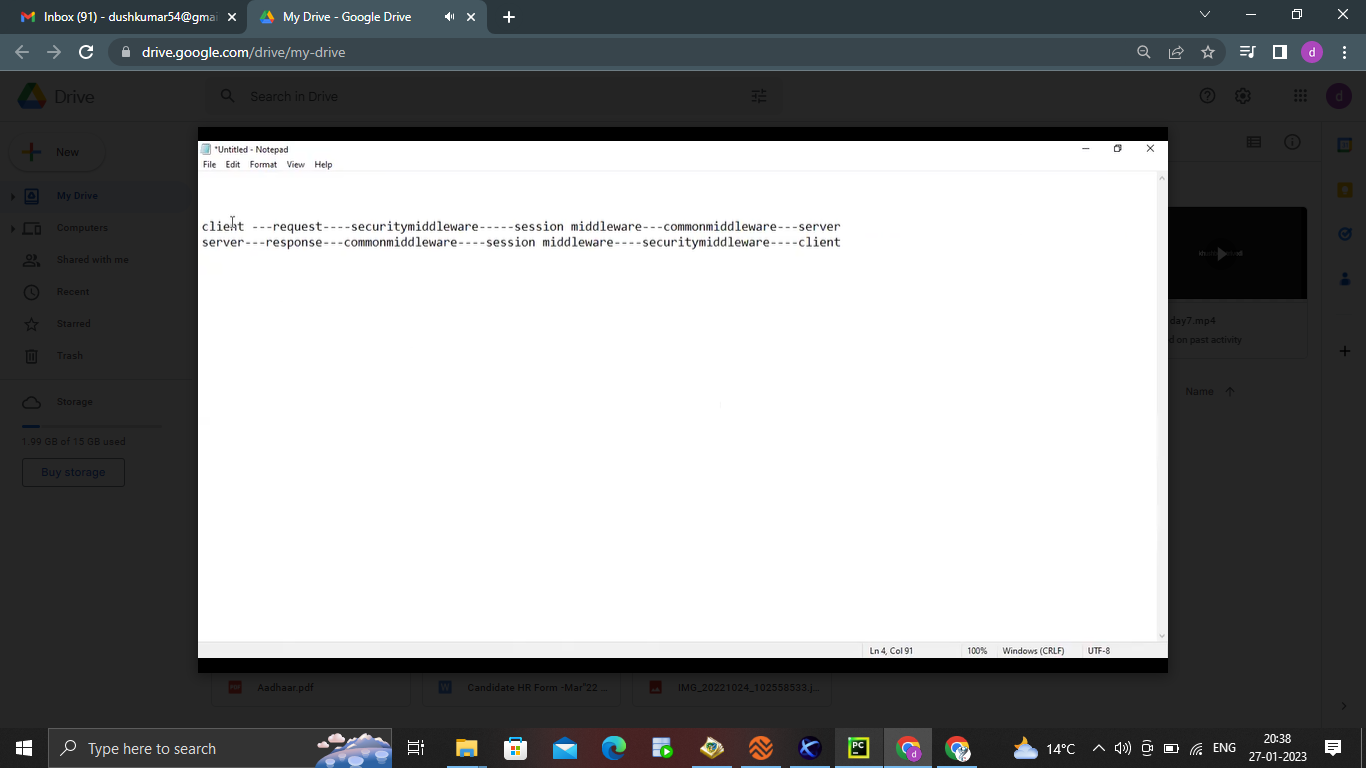 Inbox (91) - dushkumar54@gmai
My Drive - Google Drive
drive.google.com/drive/my-drive
d
Drive
Search in Drive
d
New
My Drive
Computers
Shared with me
Recent
Starred
Trash
Storage
1.99 GB of 15 GB used
Buy storage
*Untitled - Notepad
File Edit Format View Help
client ---request----securitymiddleware-----session middleware---commonmiddleware---server
server---response---commonmiddleware----session middleware----securitymiddleware----client
Ln 4, Col 91 100% Windows (CRLF) UTF-8
day7.mp4
d on past activity
Name
Aadhaar.pdf
Candidate HR Form -Mar'22 ...
IMG_20221024_102558533.j...
Type here to search
PC
d
14°C
ENG
20:38
27-01-2023